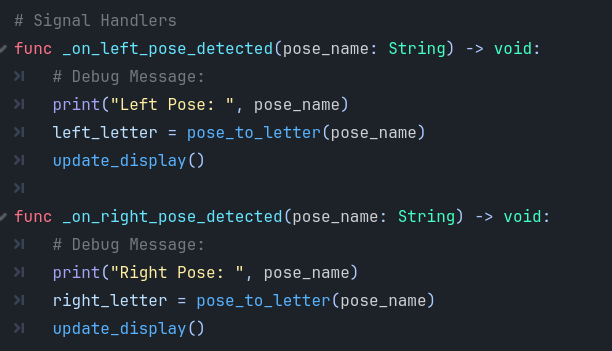 # Signal Handlers
func _on_left_pose_detected(pose_name: String) -> void:
# Debug Message:
print("Left Pose: ", pose_name)
left_letter = pose_to_letter(pose_name)
update_display()
func _on_right_pose_detected(pose_name: String) -> void:
# Debug Message:
print("Right Pose: ", pose_name)
right_letter = pose_to_letter(pose_name)
update_display()